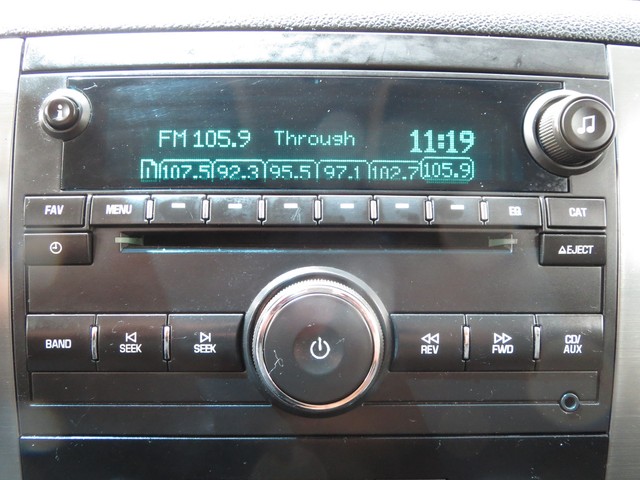 i
FM 105.9 Through 11:19
1 107.5 92.3 95.5 97.1 102.7 105.9
FAV MENU EQ CAT
EJECT
BAND SEEK SEEK REV FWD CD/
AUX